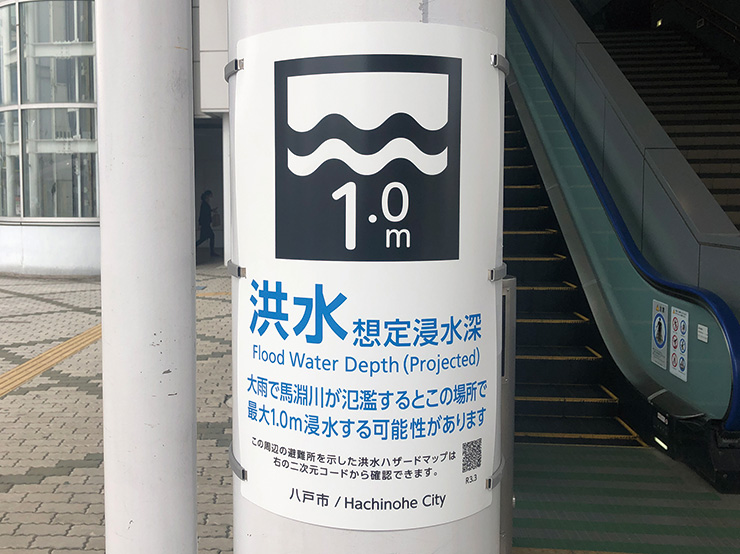 1.0
m
洪水 想定浸水深
Flood Water Depth (Projected)
大雨で馬淵川が氾濫するとこの場所で
最大1.0m浸水する可能性があります
この周辺の避難所を示した洪水ハザードマップは
右の二次元コードから確認できます。
R3.3
八戸市 / Hachinohe City